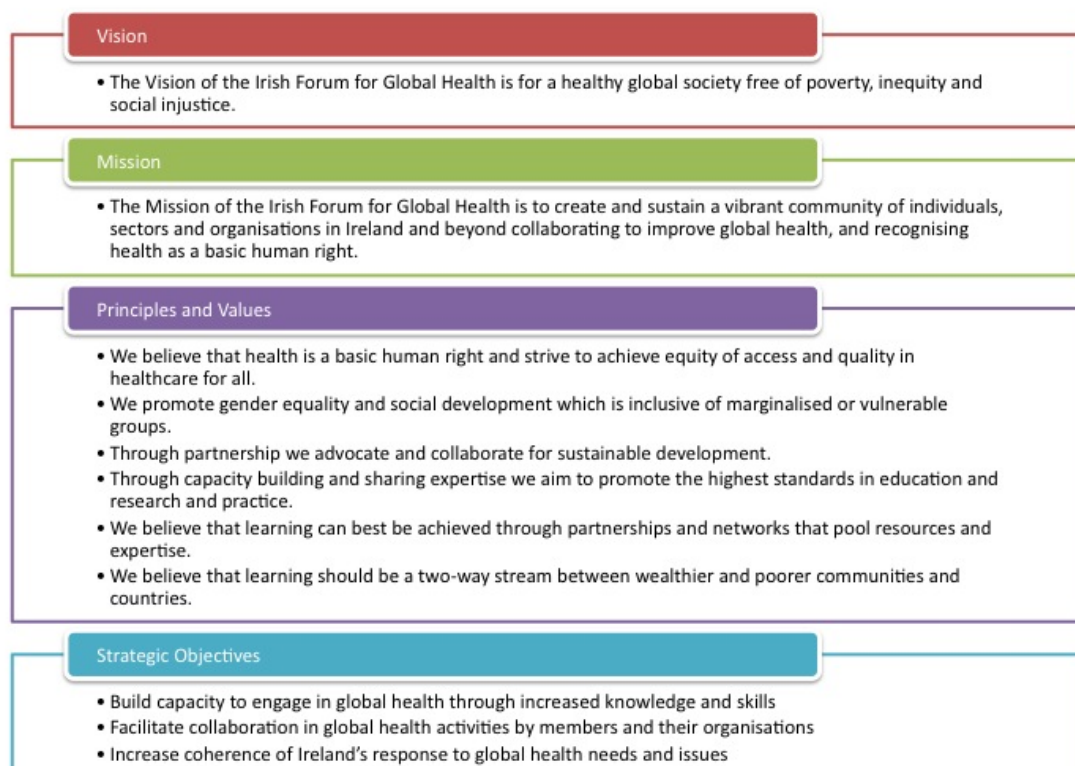 Vision
• The Vision of the Irish Forum for Global Health is for a healthy global society free of poverty, inequity and
social injustice.
Mission
• The Mission of the Irish Forum for Global Health is to create and sustain a vibrant community of individuals,
sectors and organisations in Ireland and beyond collaborating to improve global health, and recognising
health as a basic human right.
Principles and Values
• We believe that health is a basic human right and strive to achieve equity of access and quality in
healthcare for all.
• We promote gender equality and social development which is inclusive of marginalised or vulnerable
groups.
• Through partnership we advocate and collaborate for sustainable development.
• Through capacity building and sharing expertise we aim to promote the highest standards in education and
research and practice.
• We believe that learning can best be achieved through partnerships and networks that pool resources and
expertise.
• We believe that learning should be a two-way stream between wealthier and poorer communities and
countries.
Strategic Objectives
• Build capacity to engage in global health through increased knowledge and skills
• Facilitate collaboration in global health activities by members and their organisations
• Increase coherence of Ireland's response to global health needs and issues